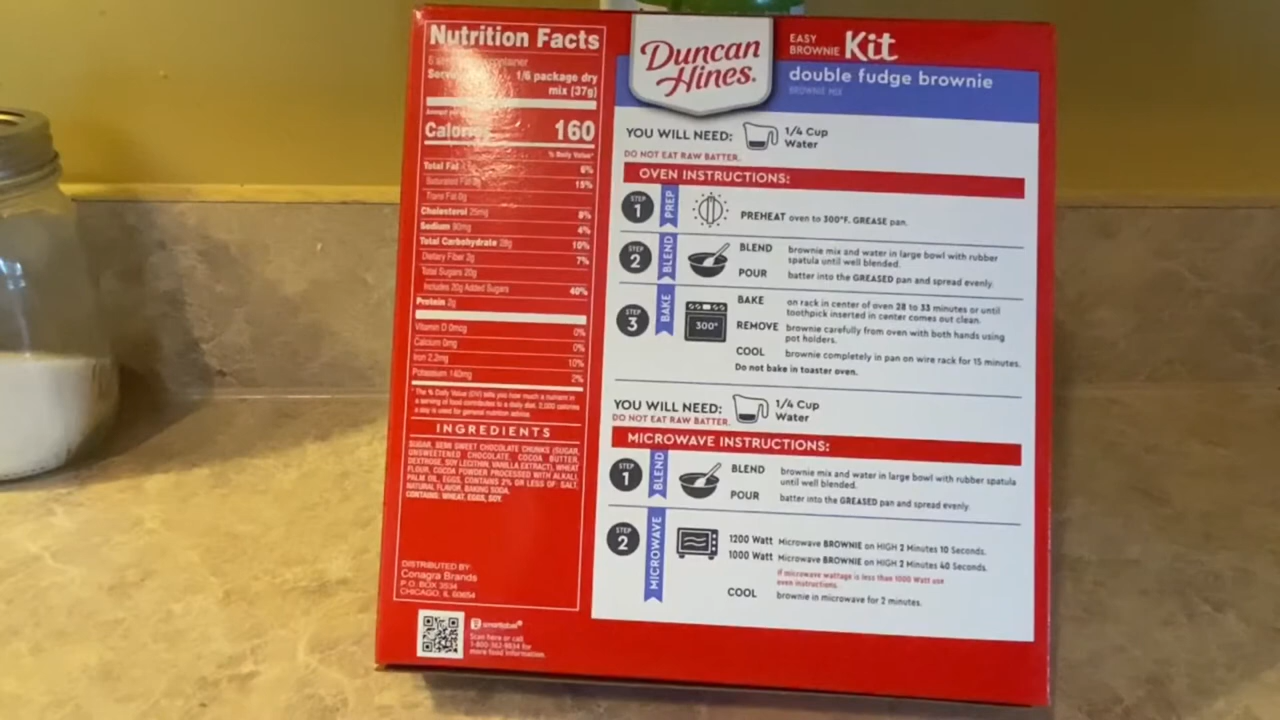 Nutrition Facts
container
1/6 package dry
mix (37g)
Calories 160
% Daily Value*
Total Fat
6%
Saturated Fat
15%
Trans Fat 0g
Cholesterol 25mg 8%
Sodium 90mg 4%
Total Carbohydrate 28g 10%
Dietary Fiber 2g 7%
Total Sugars 20g
Includes 20g Added Sugars 40%
Protein 2g
Vitamin D 0mcg 0%
Calcium 0mg 0%
Iron 2.2mg 10%
Potassium 140mg 2%
* The % Daily Value (DV) tells you how much a nutrient in
a serving of food contributes to a daily diet. 2,000 calories
a day is used for general nutrition advice.
INGREDIENTS
SUGAR, SEMI SWEET CHOCOLATE CHUNKS (SUGAR,
UNSWEETENED CHOCOLATE, COCOA BUTTER,
DEXTROSE, SOY LECITHIN, VANILLA EXTRACT), WHEAT
FLOUR, COCOA POWDER PROCESSED WITH ALKALI,
PALM OIL, EGGS, CONTAINS 2% OR LESS OF: SALT,
NATURAL FLAVOR, BAKING SODA.
CONTAINS: WHEAT, EGGS, SOY.
DISTRIBUTED BY:
Conagra Brands
P.O. BOX 3534
CHICAGO, IL 60654
smartlabel
Scan here or call
1-800-362-9834 for
more food information.
Duncan
Hines.
EASY
BROWNIE Kit
double fudge brownie
BROWNIE MIX
YOU WILL NEED: 1/4 Cup
Water
DO NOT EAT RAW BATTER.
OVEN INSTRUCTIONS:
STEP
1
PREP
PREHEAT oven to 300°F. GREASE pan.
STEP
2
BLEND
BLEND brownie mix and water in large bowl with rubber
spatula until well blended.
POUR batter into the GREASED pan and spread evenly.
STEP
3
BAKE
300°
BAKE on rack in center of oven 28 to 33 minutes or until
toothpick inserted in center comes out clean.
REMOVE brownie carefully from oven with both hands using
pot holders.
COOL brownie completely in pan on wire rack for 15 minutes.
Do not bake in toaster oven.
YOU WILL NEED: 1/4 Cup
Water
DO NOT EAT RAW BATTER.
MICROWAVE INSTRUCTIONS:
STEP
1
BLEND
BLEND brownie mix and water in large bowl with rubber spatula
until well blended.
POUR batter into the GREASED pan and spread evenly.
STEP
2
MICROWAVE
1200 Watt Microwave BROWNIE on HIGH 2 Minutes 10 Seconds.
1000 Watt Microwave BROWNIE on HIGH 2 Minutes 40 Seconds.
If microwave wattage is less than 1000 Watt use
oven instructions.
COOL brownie in microwave for 2 minutes.